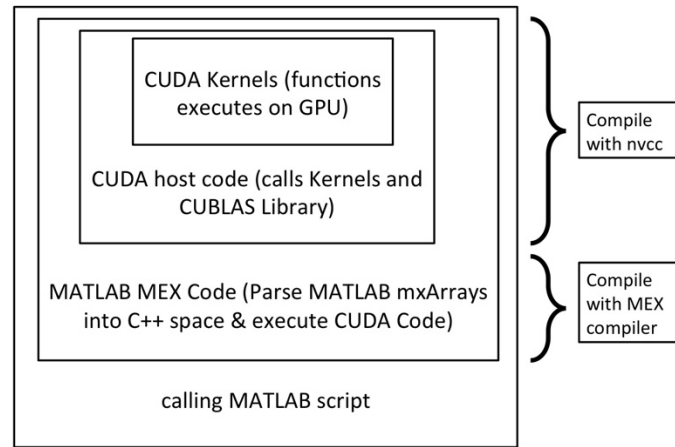 CUDA Kernels (functions
executes on GPU)
CUDA host code (calls Kernels and
CUBLAS Library)
MATLAB MEX Code (Parse MATLAB mxArrays
into C++ space & execute CUDA Code)
calling MATLAB script
Compile
with nvcc
Compile
with MEX
compiler